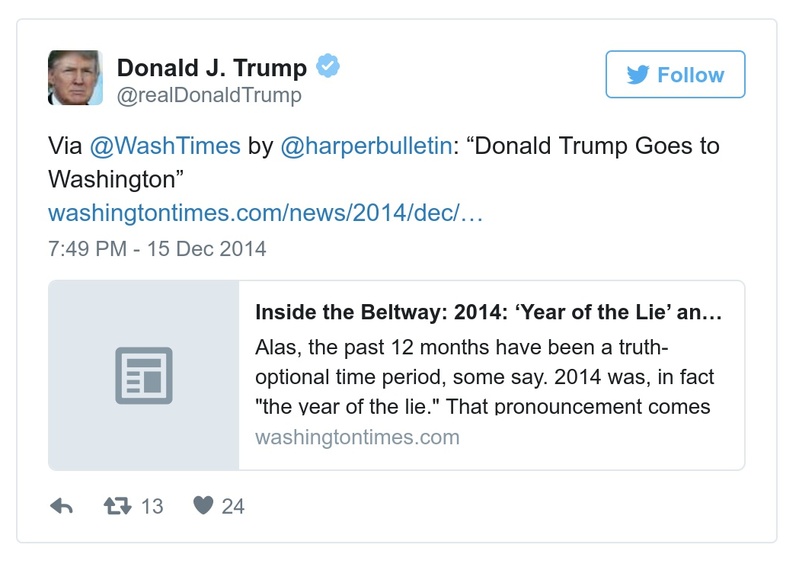 Donald J. Trump
Follow
@realDonaldTrump
Via @WashTimes by @harperbulletin: “Donald Trump Goes to
Washington”
washingtontimes.com/news/2014/dec/…
7:49 PM - 15 Dec 2014
Inside the Beltway: 2014: ‘Year of the Lie’ an…
Alas, the past 12 months have been a truth-
optional time period, some say. 2014 was, in fact
"the year of the lie." That pronouncement comes
washingtontimes.com
13
24